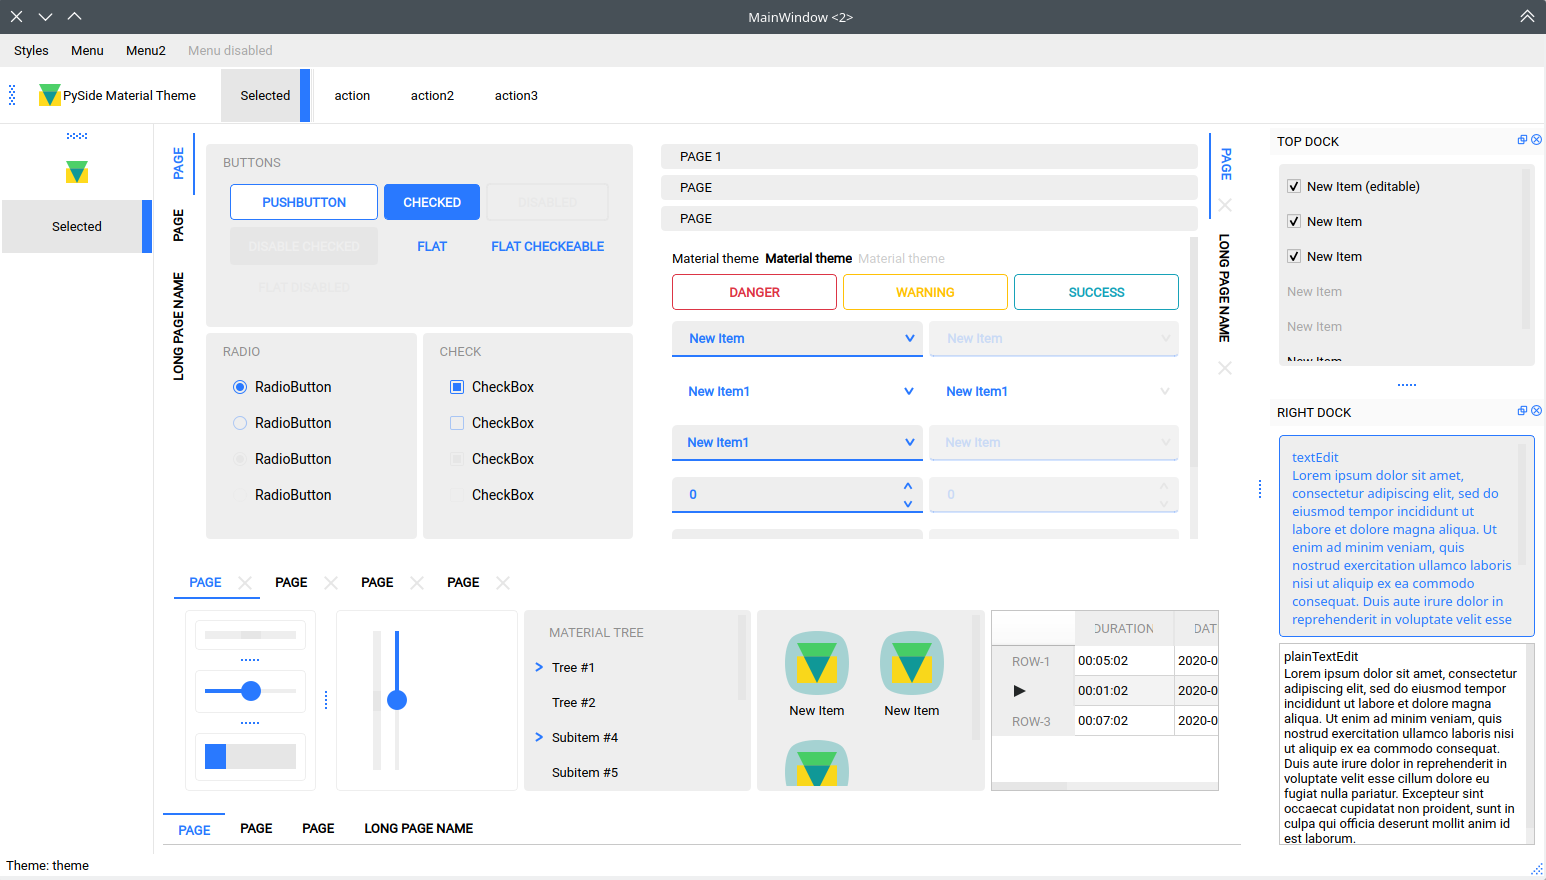 MainWindow <2>
Styles Menu Menu2 Menu disabled
PySide Material Theme Selected action action2 action3
Selected
PAGE
PAGE
LONG PAGE NAME
BUTTONS
PUSHBUTTON CHECKED DISABLED
DISABLE CHECKED FLAT FLAT CHECKEABLE
FLAT DISABLED
RADIO
RadioButton
RadioButton
RadioButton
RadioButton
CHECK
CheckBox
CheckBox
CheckBox
CheckBox
PAGE 1
PAGE
PAGE
Material theme Material theme Material theme
DANGER WARNING SUCCESS
New Item New Item
New Item1 New Item1
New Item1 New Item
0 0
PAGE
LONG PAGE NAME
TOP DOCK
New Item (editable)
New Item
New Item
New Item
New Item
New Item
RIGHT DOCK
textEdit
Lorem ipsum dolor sit amet,
consectetur adipiscing elit, sed do
eiusmod tempor incididunt ut
labore et dolore magna aliqua. Ut
enim ad minim veniam, quis
nostrud exercitation ullamco laboris
nisi ut aliquip ex ea commodo
consequat. Duis aute irure dolor in
reprehenderit in voluptate velit esse
plainTextEdit
Lorem ipsum dolor sit amet, consectetur
adipiscing elit, sed do eiusmod tempor
incididunt ut labore et dolore magna
aliqua. Ut enim ad minim veniam, quis
nostrud exercitation ullamco laboris nisi
ut aliquip ex ea commodo consequat.
Duis aute irure dolor in reprehenderit in
voluptate velit esse cillum dolore eu
fugiat nulla pariatur. Excepteur sint
occaecat cupidatat non proident, sunt in
culpa qui officia deserunt mollit anim id
est laborum.
PAGE PAGE PAGE PAGE
MATERIAL TREE
Tree #1
Tree #2
Subitem #4
Subitem #5
New Item New Item
DURATION DAT
ROW-1 00:05:02 2020-0
00:01:02 2020-0
ROW-3 00:07:02 2020-0
PAGE PAGE PAGE LONG PAGE NAME
Theme: theme